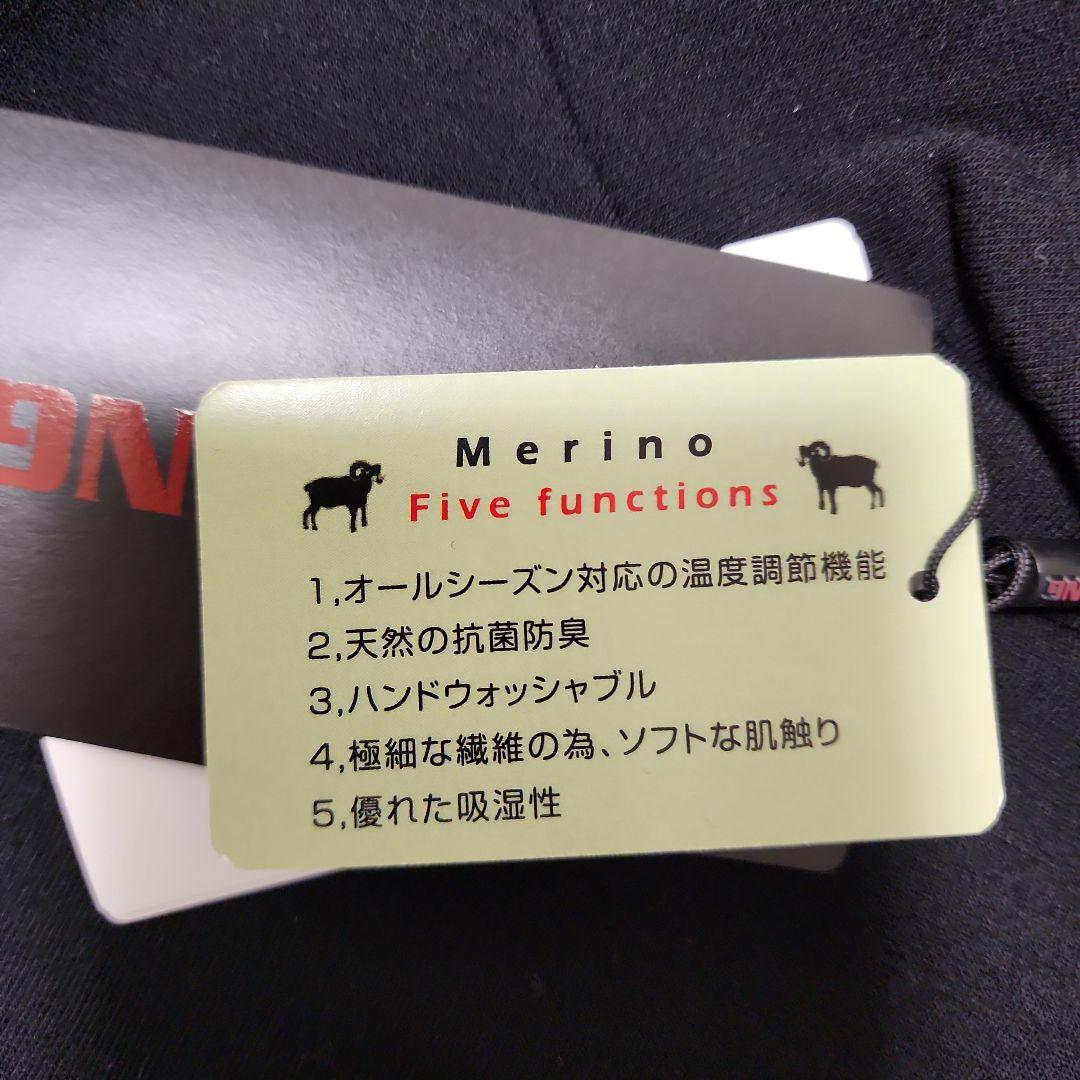 Merino
Five functions
1,オールシーズン対応の温度調節機能
2,天然の抗菌防臭
3,ハンドウォッシャブル
4,極細な繊維の為、ソフトな肌触り
5,優れた吸湿性